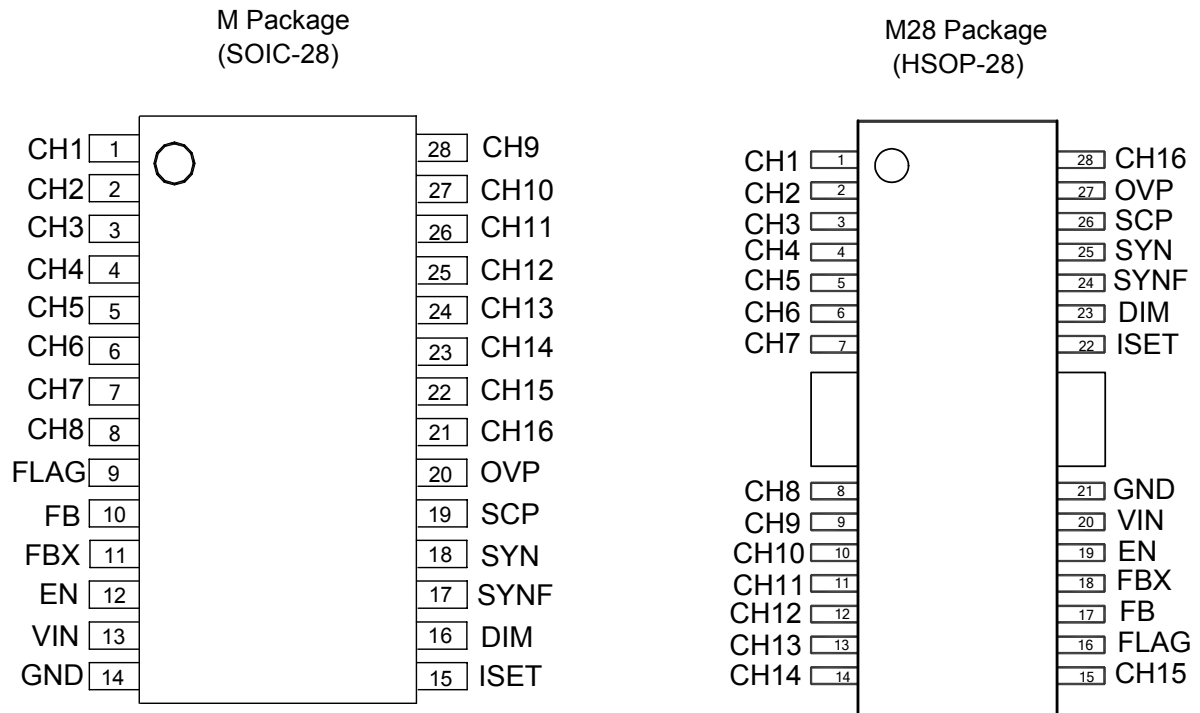 M Package
(SOIC-28)
CH1 1 28 CH9
CH2 2 27 CH10
CH3 3 26 CH11
CH4 4 25 CH12
CH5 5 24 CH13
CH6 6 23 CH14
CH7 7 22 CH15
CH8 8 21 CH16
FLAG 9 20 OVP
FB 10 19 SCP
FBX 11 18 SYN
EN 12 17 SYNF
VIN 13 16 DIM
GND 14 15 ISET
M28 Package
(HSOP-28)
CH1 1 28 CH16
CH2 2 27 OVP
CH3 3 26 SCP
CH4 4 25 SYN
CH5 5 24 SYNF
CH6 6 23 DIM
CH7 7 22 ISET
CH8 8 21 GND
CH9 9 20 VIN
CH10 10 19 EN
CH11 11 18 FBX
CH12 12 17 FB
CH13 13 16 FLAG
CH14 14 15 CH15